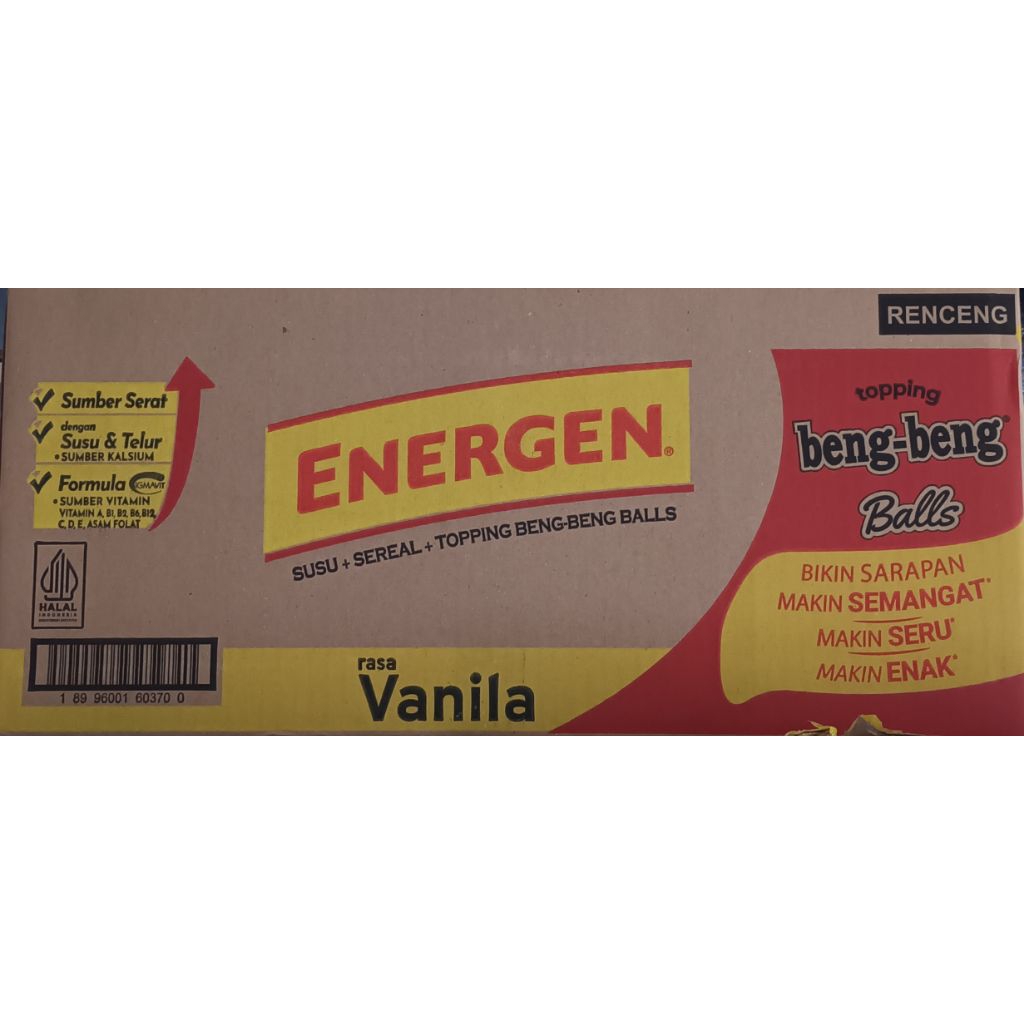 RENCENG
✓ Sumber Serat
✓ dengan
Susu & Telur
• SUMBER KALSIUM
✓ Formula SIGMAVIT
• SUMBER VITAMIN
VITAMIN A, B1, B2, B6, B12,
C, D, E, ASAM FOLAT
HALAL
INDONESIA
1 89 96001 60370 0
ENERGEN®
SUSU + SEREAL + TOPPING BENG-BENG BALLS
rasa
Vanila
topping
beng-beng®
Balls
BIKIN SARAPAN
MAKIN SEMANGAT*
MAKIN SERU*
MAKIN ENAK*